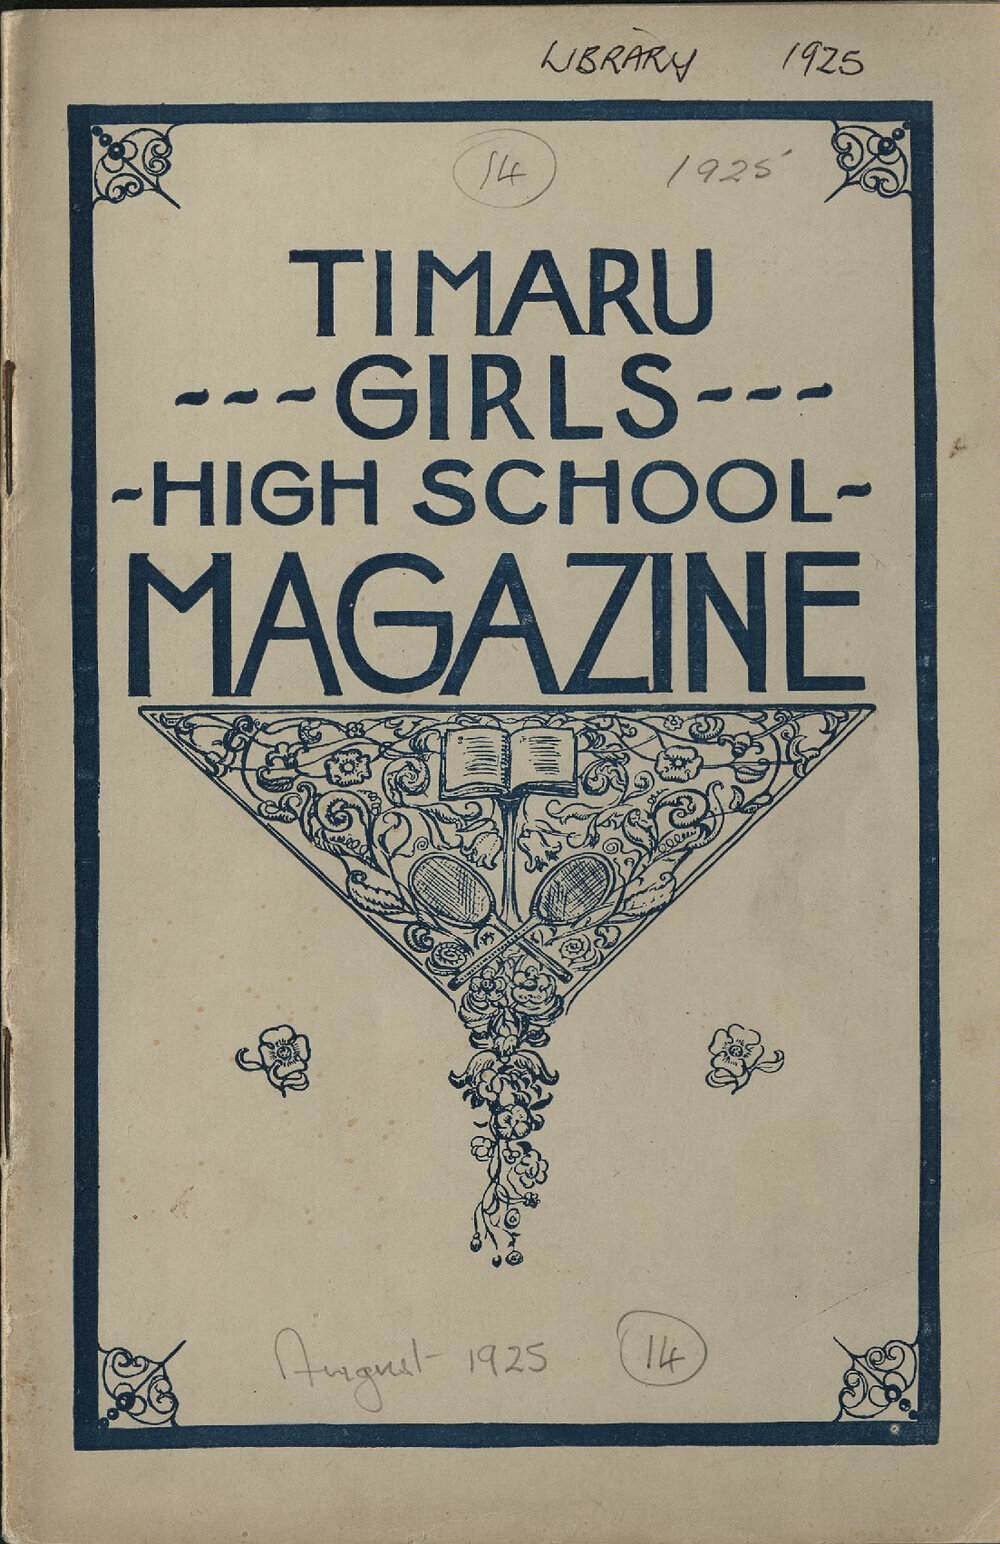 LIBRARY 1925
14 1925
TIMARU
---GIRLS---
-HIGH SCHOOL-
MAGAZINE
August 1925 14